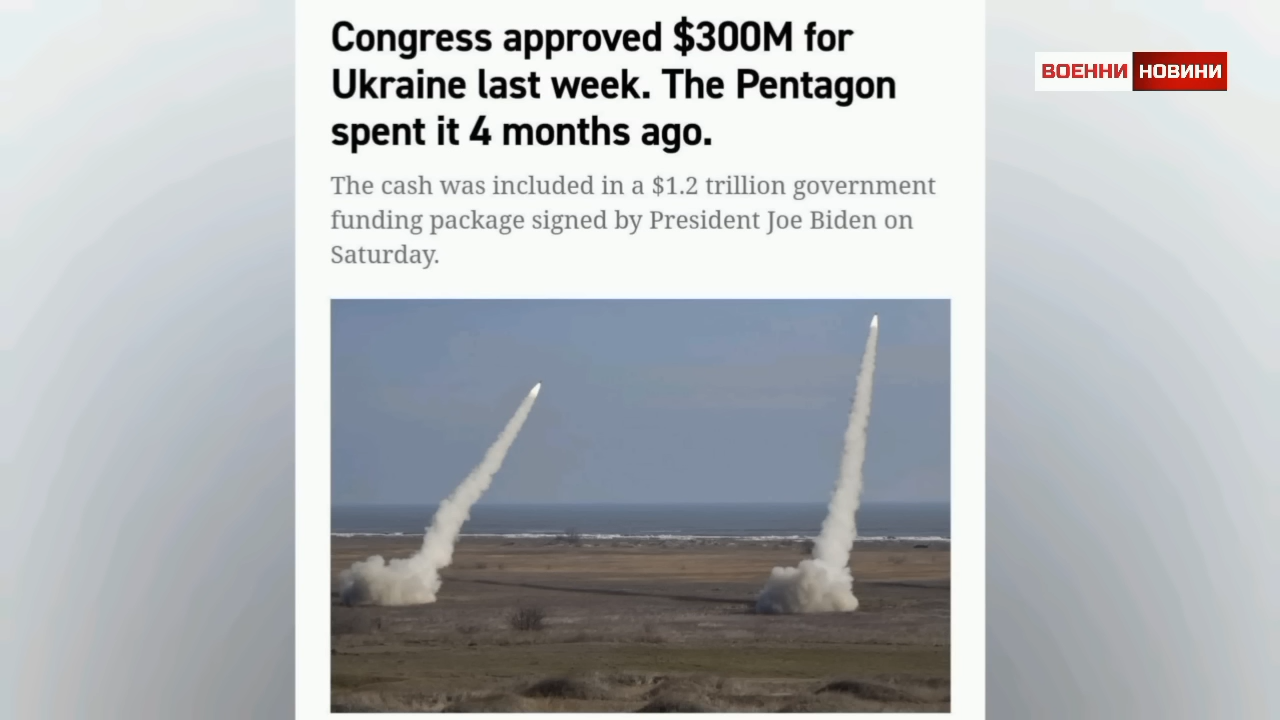 Congress approved $300M for
Ukraine last week. The Pentagon
spent it 4 months ago.
The cash was included in a $1.2 trillion government
funding package signed by President Joe Biden on
Saturday.
ВОЕННИ НОВИНИ